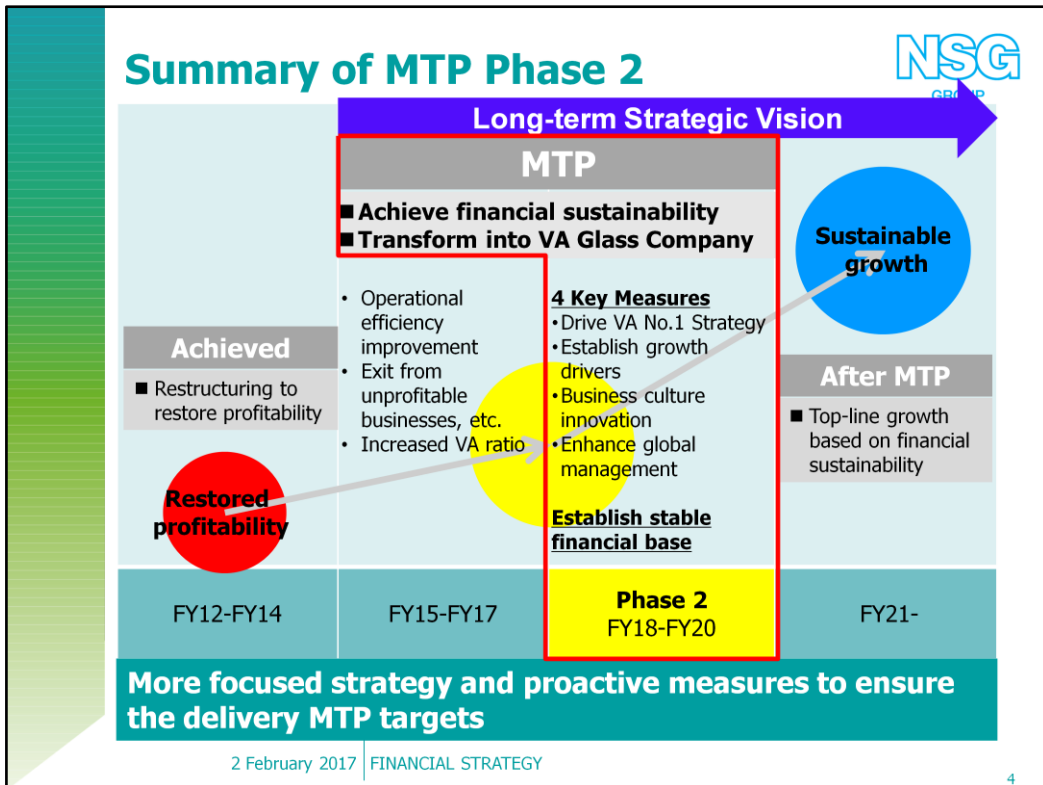 Summary of MTP Phase 2
NSG
GROUP
Long-term Strategic Vision
MTP
■ Achieve financial sustainability
■ Transform into VA Glass Company
Achieved
■ Restructuring to
restore profitability
Restored
profitability
• Operational
efficiency
improvement
• Exit from
unprofitable
businesses, etc.
• Increased VA ratio
4 Key Measures
• Drive VA No.1 Strategy
• Establish growth
drivers
• Business culture
innovation
• Enhance global
management
Establish stable
financial base
Sustainable
growth
After MTP
■ Top-line growth
based on financial
sustainability
FY12-FY14
FY15-FY17
Phase 2
FY18-FY20
FY21-
More focused strategy and proactive measures to ensure
the delivery MTP targets
2 February 2017 FINANCIAL STRATEGY
4